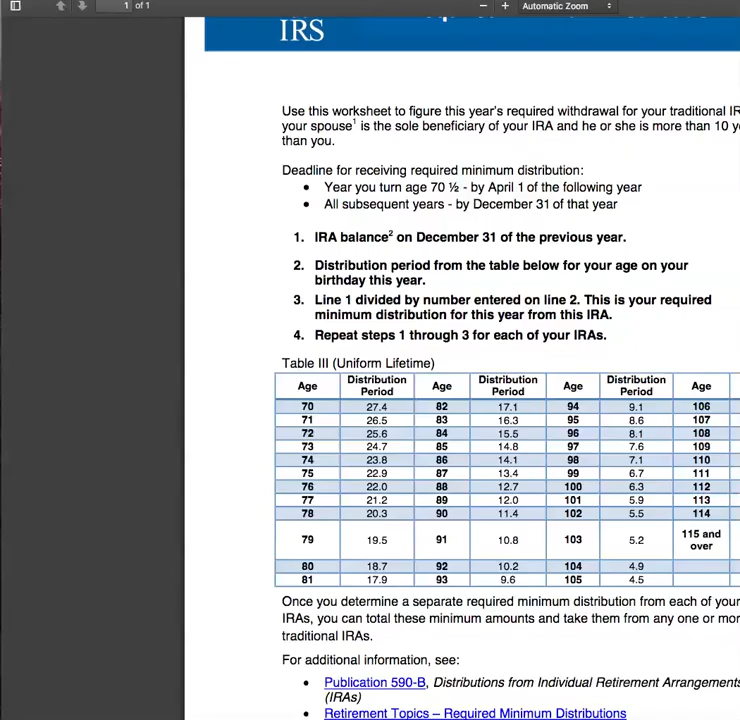 1 of 1
Automatic Zoom
IRS
Use this worksheet to figure this year's required withdrawal for your traditional
your spouse¹ is the sole beneficiary of your IRA and he or she is more than 10
than you.
Deadline for receiving required minimum distribution:
• Year you turn age 70 ½ - by April 1 of the following year
• All subsequent years - by December 31 of that year
1. IRA balance² on December 31 of the previous year.
2. Distribution period from the table below for your age on your
birthday this year.
3. Line 1 divided by number entered on line 2. This is your required
minimum distribution for this year from this IRA.
4. Repeat steps 1 through 3 for each of your IRAs.
Table III (Uniform Lifetime)
Age Distribution Period Age Distribution Period Age Distribution Period Age
70 27.4 82 17.1 94 9.1 106
71 26.5 83 16.3 95 8.6 107
72 25.6 84 15.5 96 8.1 108
73 24.7 85 14.8 97 7.6 109
74 23.8 86 14.1 98 7.1 110
75 22.9 87 13.4 99 6.7 111
76 22.0 88 12.7 100 6.3 112
77 21.2 89 12.0 101 5.9 113
78 20.3 90 11.4 102 5.5 114
79 19.5 91 10.8 103 5.2 115 and over
80 18.7 92 10.2 104 4.9
81 17.9 93 9.6 105 4.5
Once you determine a separate required minimum distribution from each of your
IRAs, you can total these minimum amounts and take them from any one or
traditional IRAs.
For additional information, see:
• Publication 590-B, Distributions from Individual Retirement Arrangements
(IRAs)
• Retirement Topics – Required Minimum Distributions